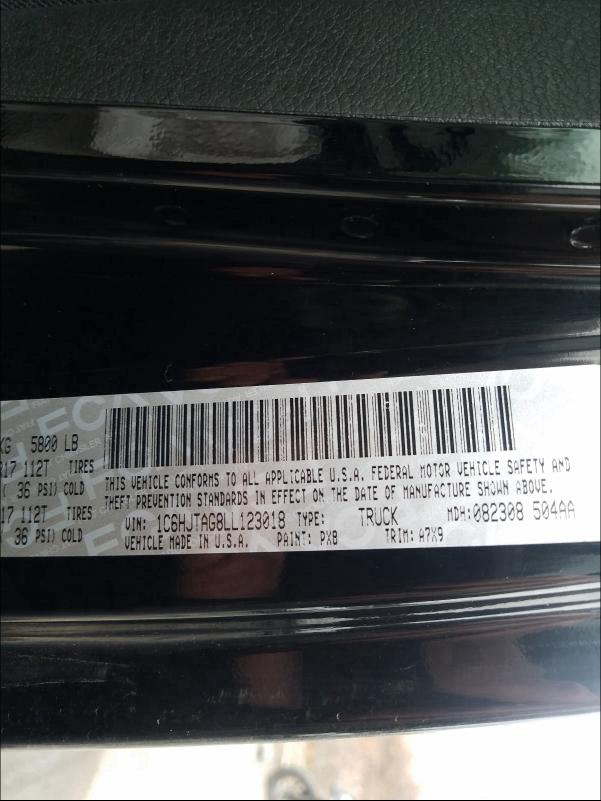 KG 5800 LB
R17 112T TIRES
( 36 PSI) COLD
17 112T TIRES
36 PSI) COLD
THIS VEHICLE CONFORMS TO ALL APPLICABLE U.S.A. FEDERAL MOTOR VEHICLE SAFETY AND
THEFT PREVENTION STANDARDS IN EFFECT ON THE DATE OF MANUFACTURE SHOWN ABOVE.
VIN: 1C6HJTAG8LL123018 TYPE: TRUCK MDH: 082308 504AA
VEHICLE MADE IN U.S.A. PAINT: PX8 TRIM: A7X9